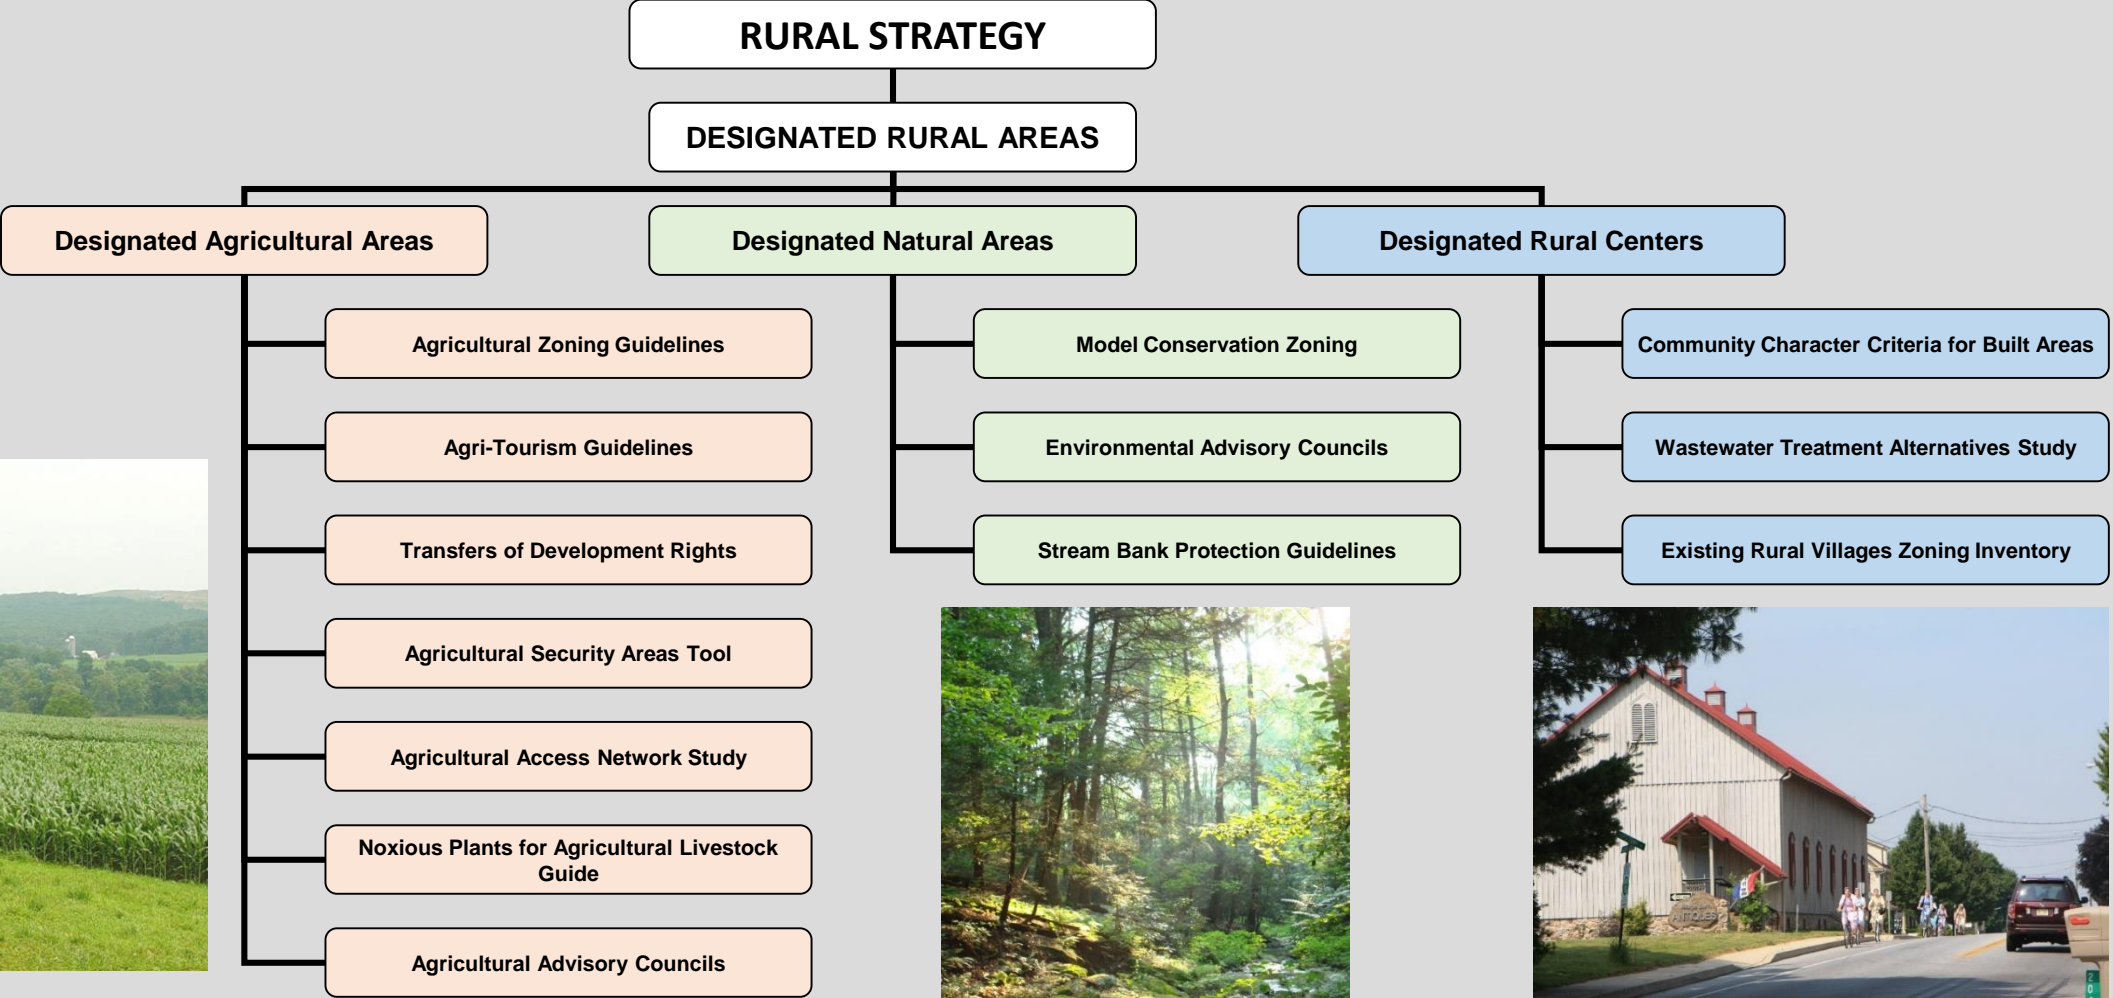 RURAL STRATEGY
DESIGNATED RURAL AREAS
Designated Agricultural Areas
Agricultural Zoning Guidelines
Agri-Tourism Guidelines
Transfers of Development Rights
Agricultural Security Areas Tool
Agricultural Access Network Study
Noxious Plants for Agricultural Livestock
Guide
Agricultural Advisory Councils
Designated Natural Areas
Model Conservation Zoning
Environmental Advisory Councils
Stream Bank Protection Guidelines
Designated Rural Centers
Community Character Criteria for Built Areas
Wastewater Treatment Alternatives Study
Existing Rural Villages Zoning Inventory
ANTIQUES